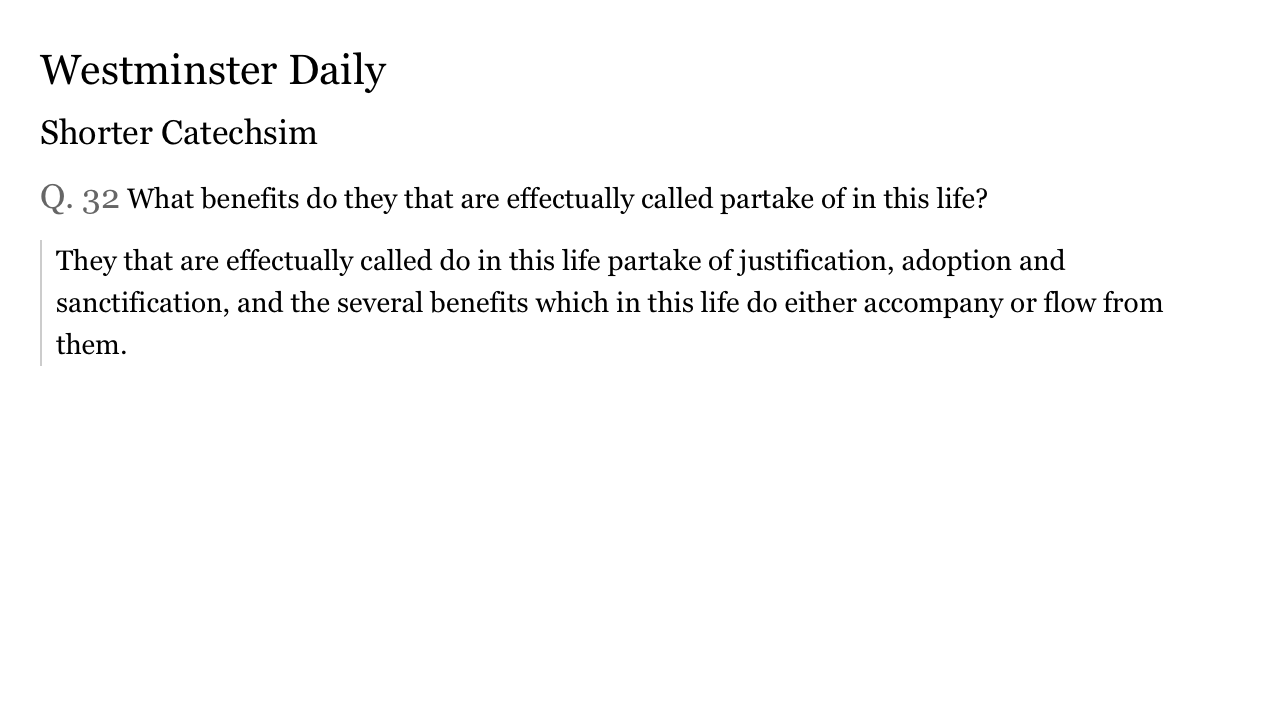 Westminster Daily
Shorter Catechsim
Q. 32 What benefits do they that are effectually called partake of in this life?
They that are effectually called do in this life partake of justification, adoption and
sanctification, and the several benefits which in this life do either accompany or flow from
them.